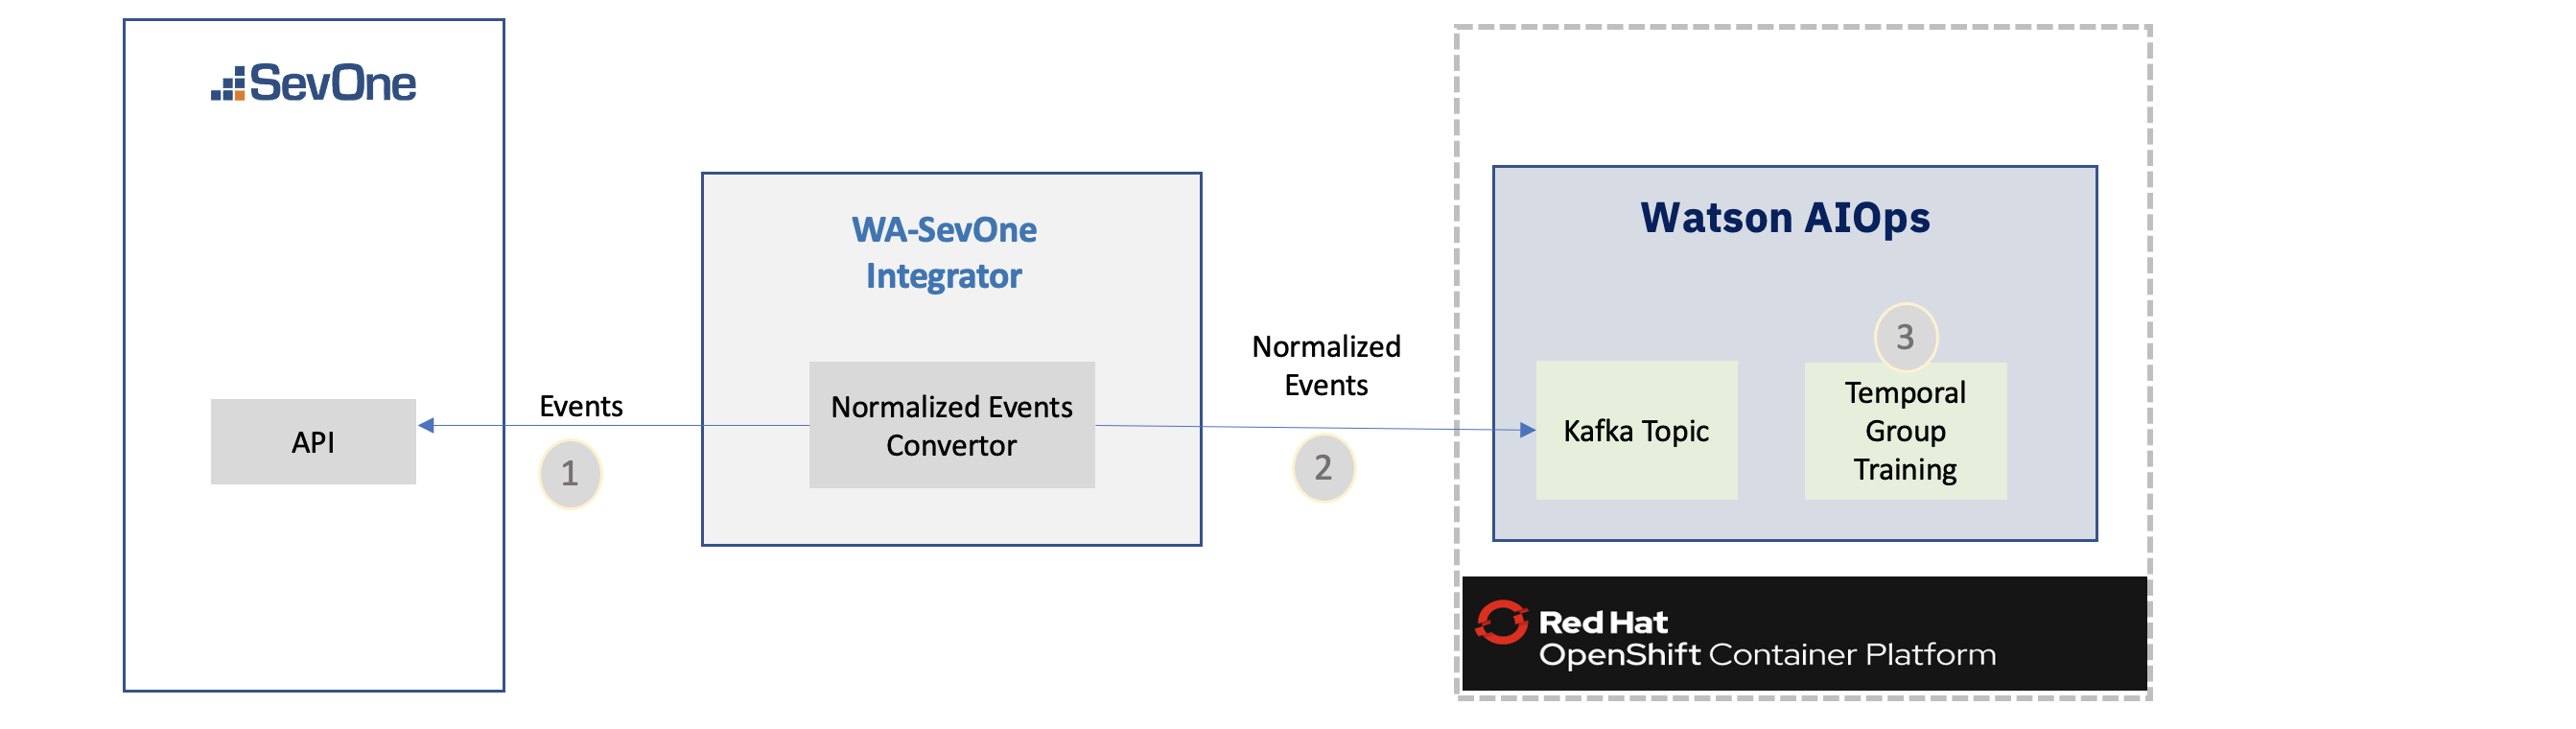 SevOne
API
Events
1
WA-SevOne
Integrator
Normalized Events
Convertor
Normalized
Events
2
Watson AIOps
Kafka Topic
3
Temporal
Group
Training
Red Hat
OpenShift Container Platform